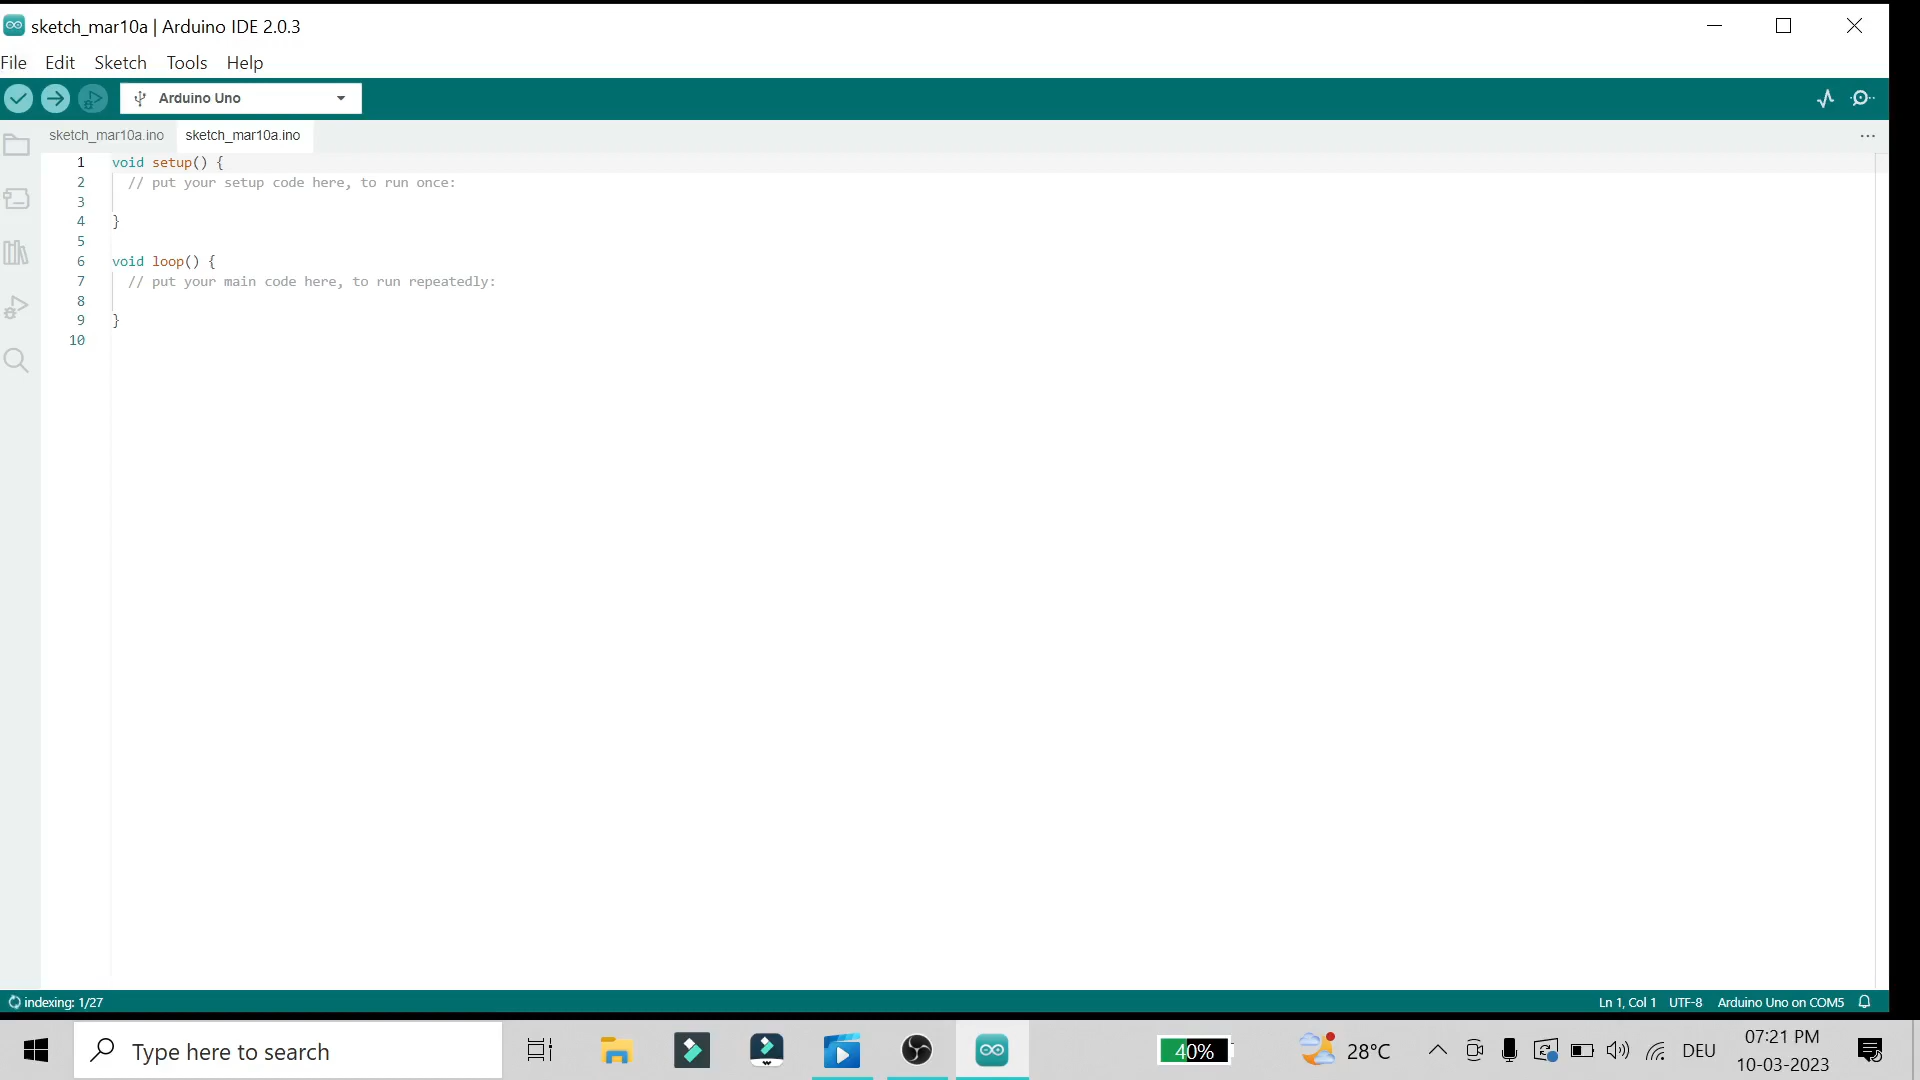 sketch_mar10a | Arduino IDE 2.0.3
File Edit Sketch Tools Help
Arduino Uno
sketch_mar10a.ino sketch_mar10a.ino
1 void setup() {
2 // put your setup code here, to run once:
3
4 }
5
6 void loop() {
7 // put your main code here, to run repeatedly:
8
9 }
10
indexing: 1/27 Ln 1, Col 1 UTF-8 Arduino Uno on COM5
Type here to search 40% 28°C DEU 07:21 PM
10-03-2023